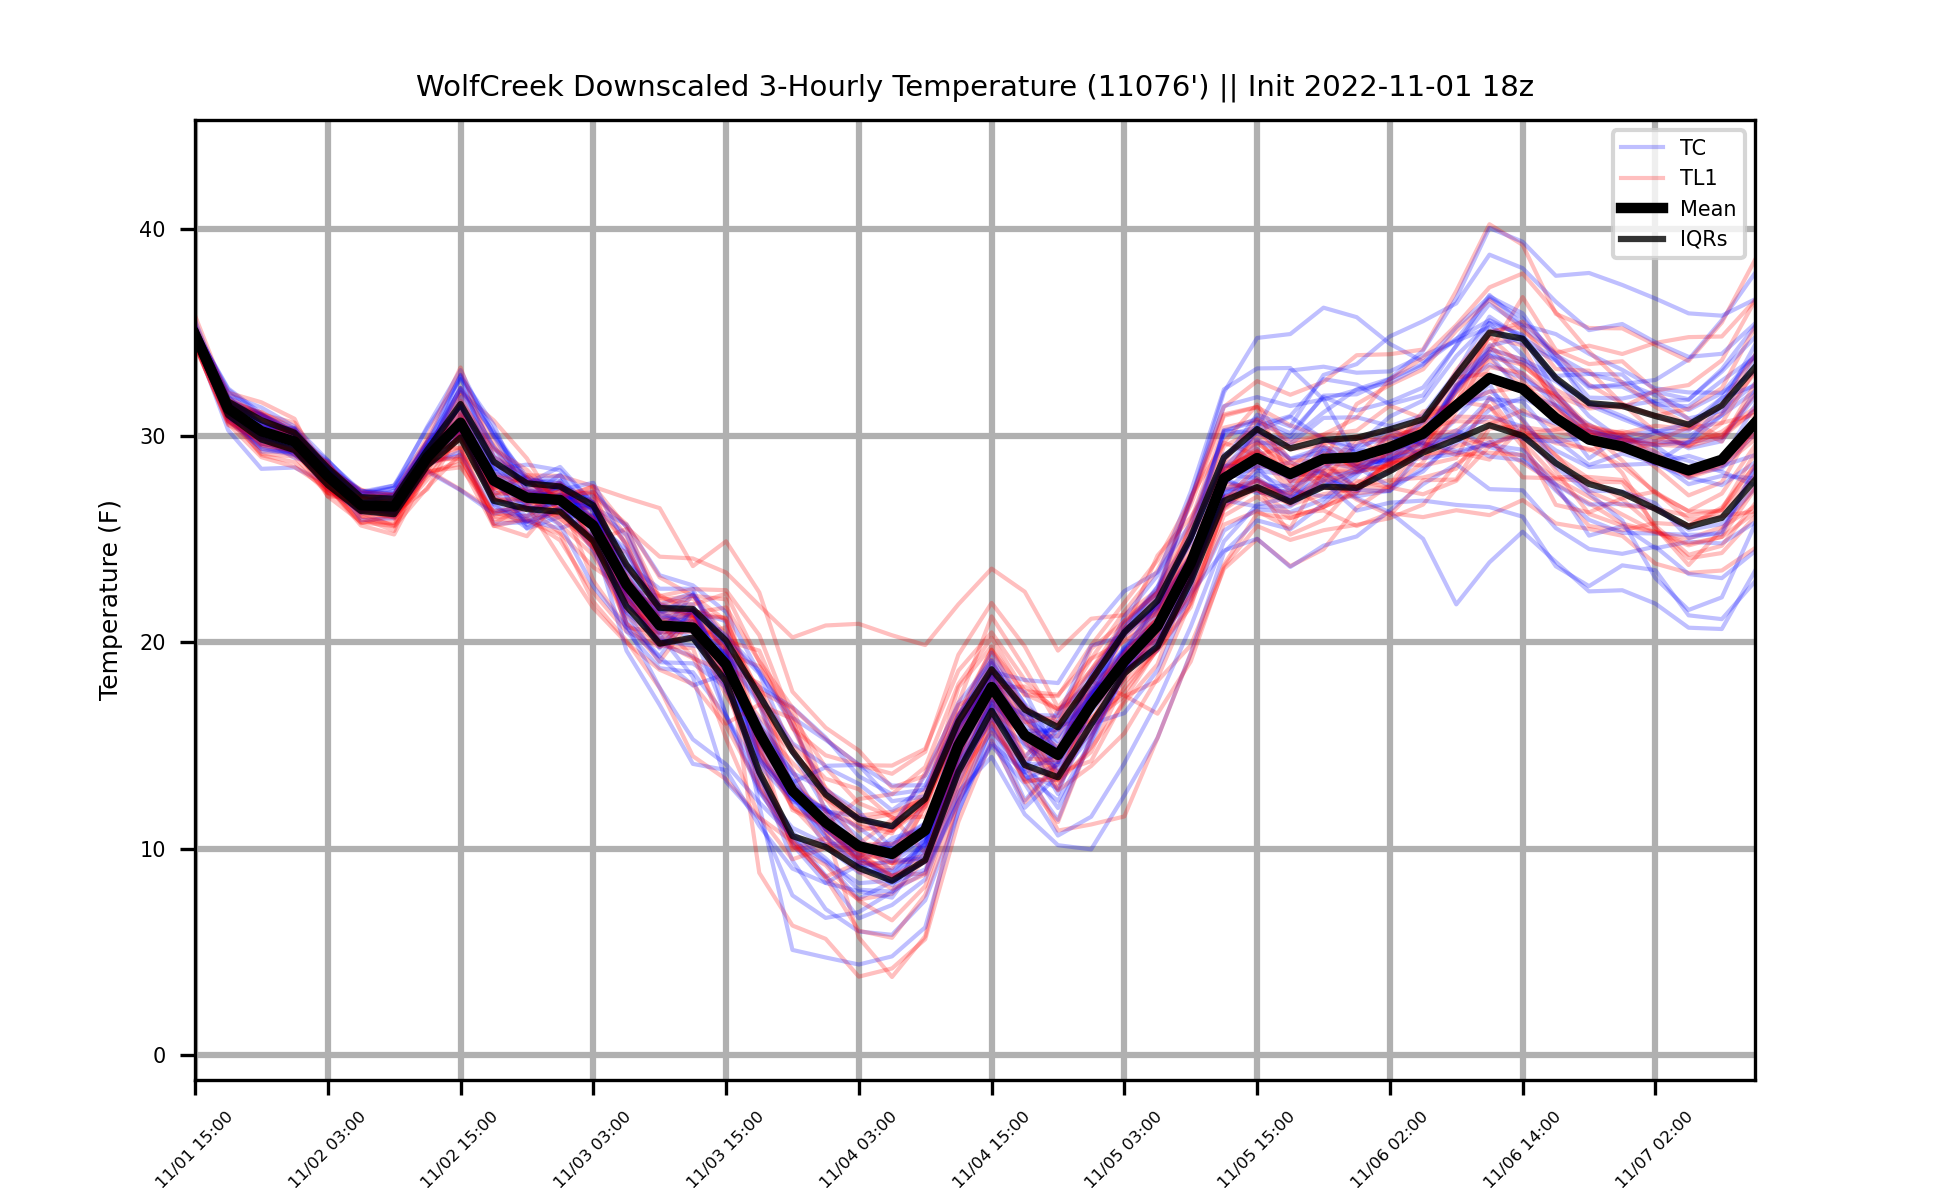 WolfCreek Downscaled 3-Hourly Temperature (11076') || Init 2022-11-01 18z
TC
TL1
Mean
IQRs
Temperature (F)
40
30
20
10
0
11/01 15:00
11/02 03:00
11/02 15:00
11/03 03:00
11/03 15:00
11/04 03:00
11/04 15:00
11/05 03:00
11/05 15:00
11/06 02:00
11/06 14:00
11/07 02:00